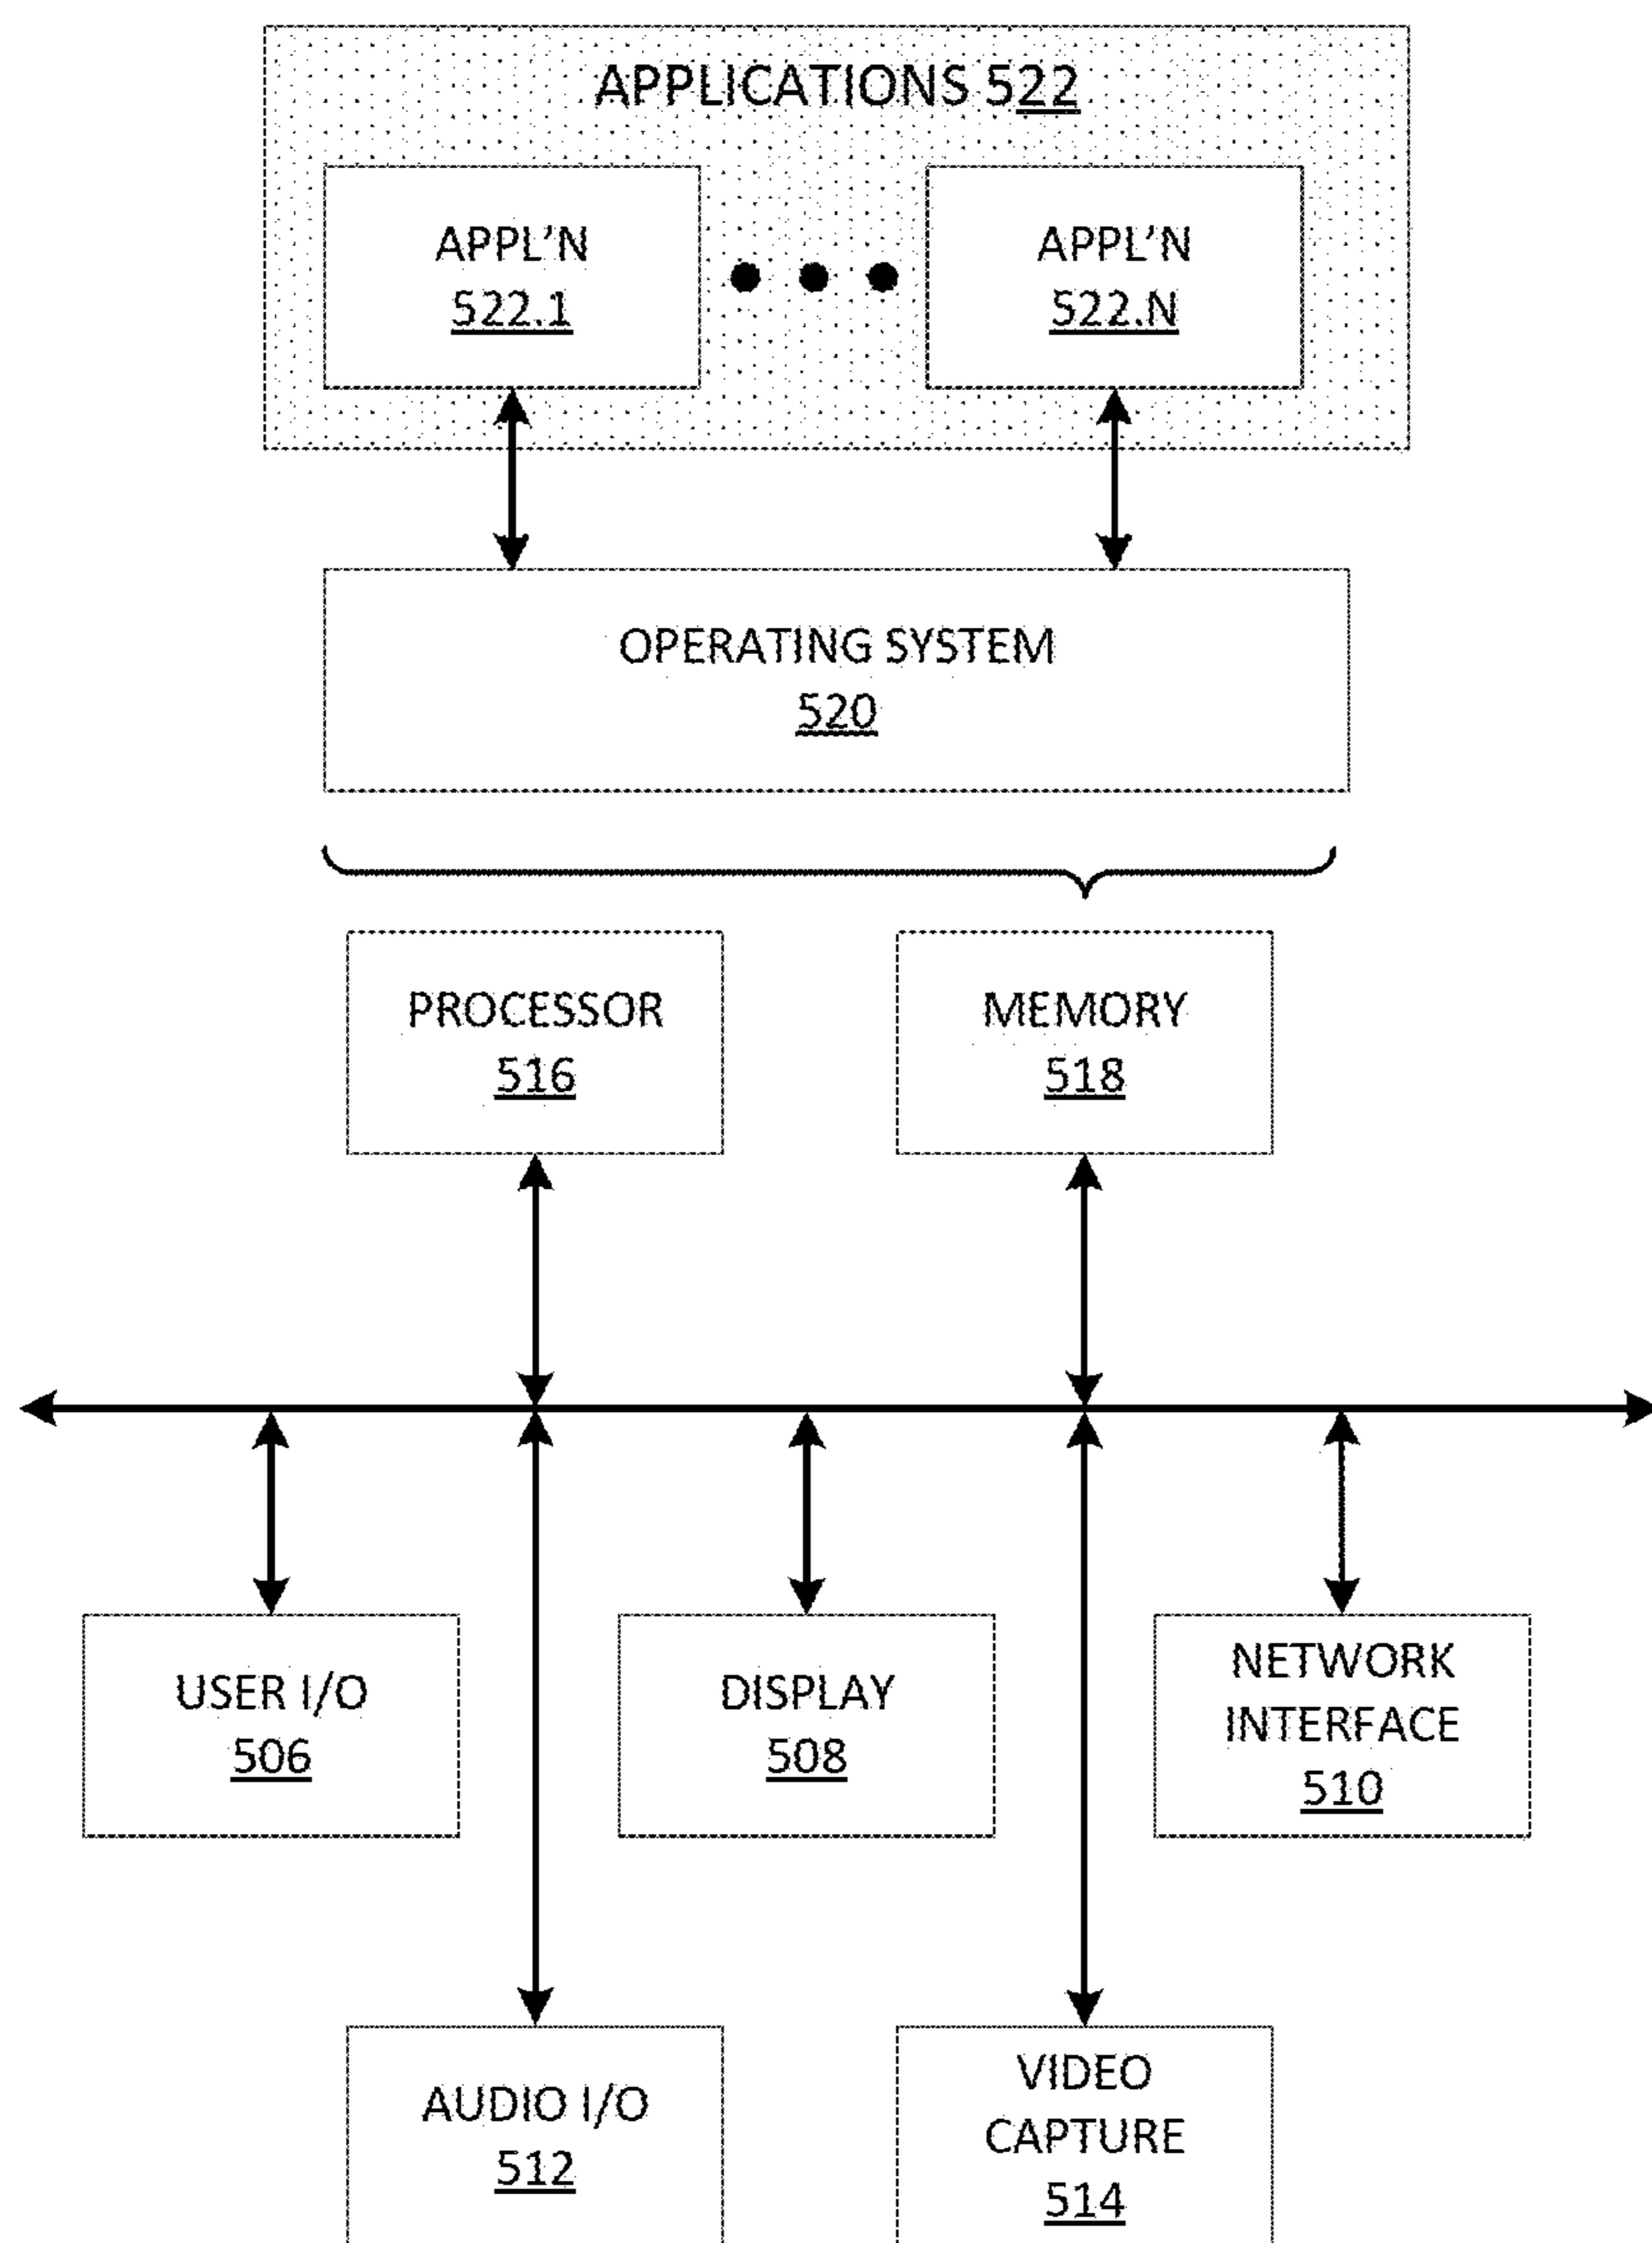 APPLICATIONS 522
APPL'N
522.1
APPL'N
522.N
OPERATING SYSTEM
520
PROCESSOR
516
MEMORY
518
USER I/O
506
DISPLAY
508
NETWORK
INTERFACE
510
AUDIO I/O
512
VIDEO
CAPTURE
514